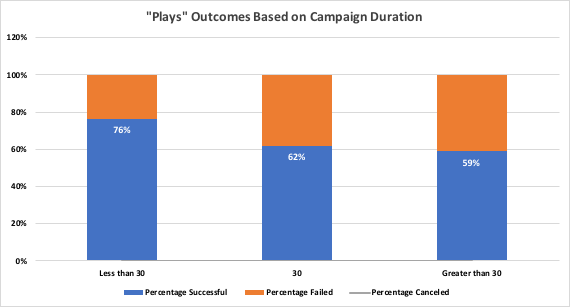 "Plays" Outcomes Based on Campaign Duration
120%
100%
80%
60%
40%
20%
0%
76%
62%
59%
Less than 30
30
Greater than 30
Percentage Successful
Percentage Failed
Percentage Canceled